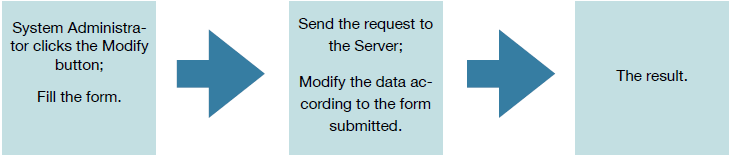 System Administra-
tor clicks the Modify
button;
Fill the form.
Send the request to
the Server;
Modify the data ac-
cording to the form
submitted.
The result.